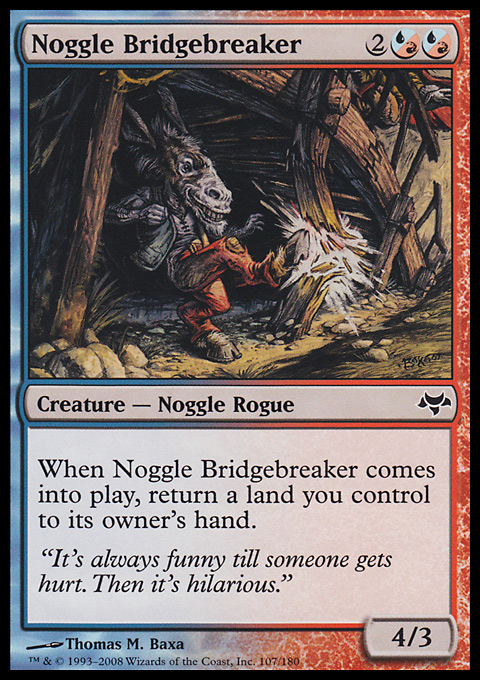 Noggle Bridgebreaker 2
Creature — Noggle Rogue
When Noggle Bridgebreaker comes
into play, return a land you control
to its owner's hand.
“It's always funny till someone gets
hurt. Then it's hilarious.”
4/3
Thomas M. Baxa
™ & © 1993–2008 Wizards of the Coast, Inc. 107/180